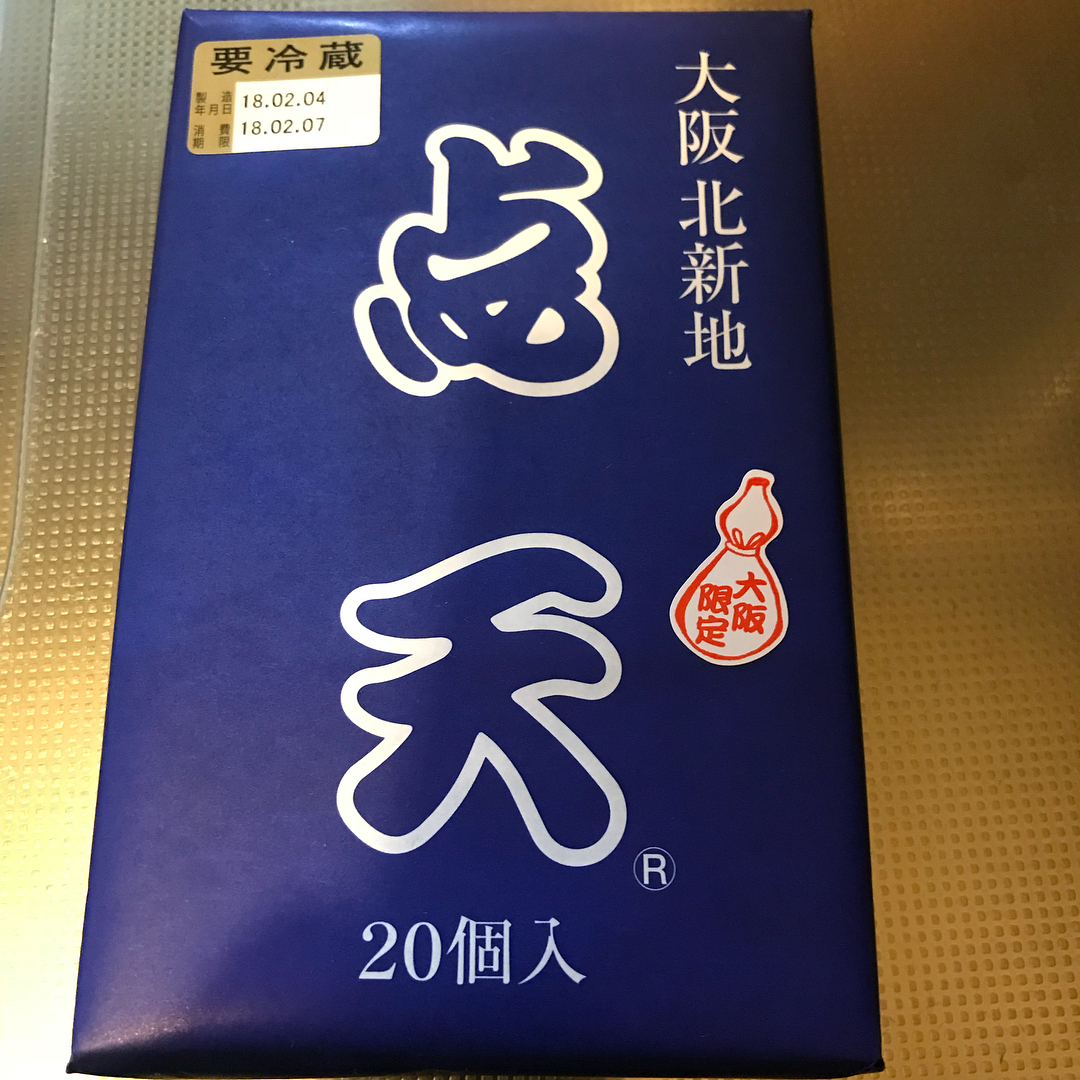 要冷蔵
製造年月日 18.02.04
消費期限 18.02.07
大阪 北新地
点天
®
大阪限定
20個入